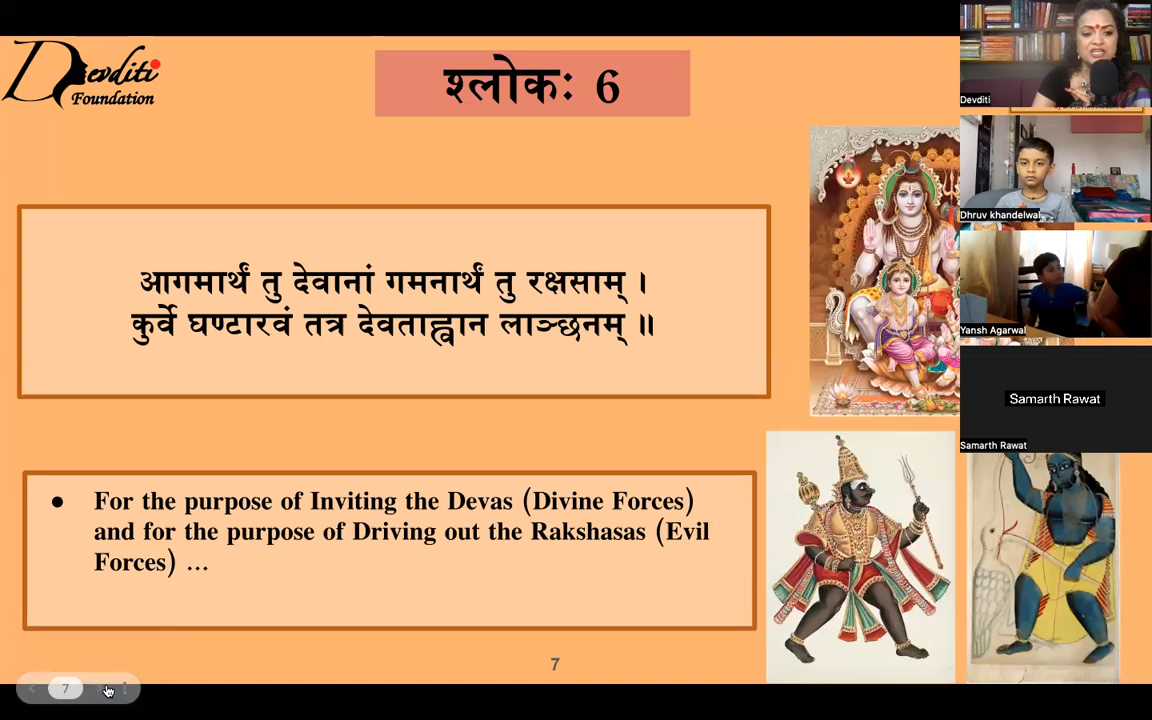 Devditi
Foundation
श्लोकः 6
आगमार्थं तु देवानां गमनार्थं तु रक्षसाम् ।
कुर्वे घण्टारवं तत्र देवताह्वान लाञ्छनम् ॥
● For the purpose of Inviting the Devas (Divine Forces)
and for the purpose of Driving out the Rakshasas (Evil
Forces) ...
7
7
Devditi
Dhruv khandelwal
Yansh Agarwal
Samarth Rawat
Samarth Rawat